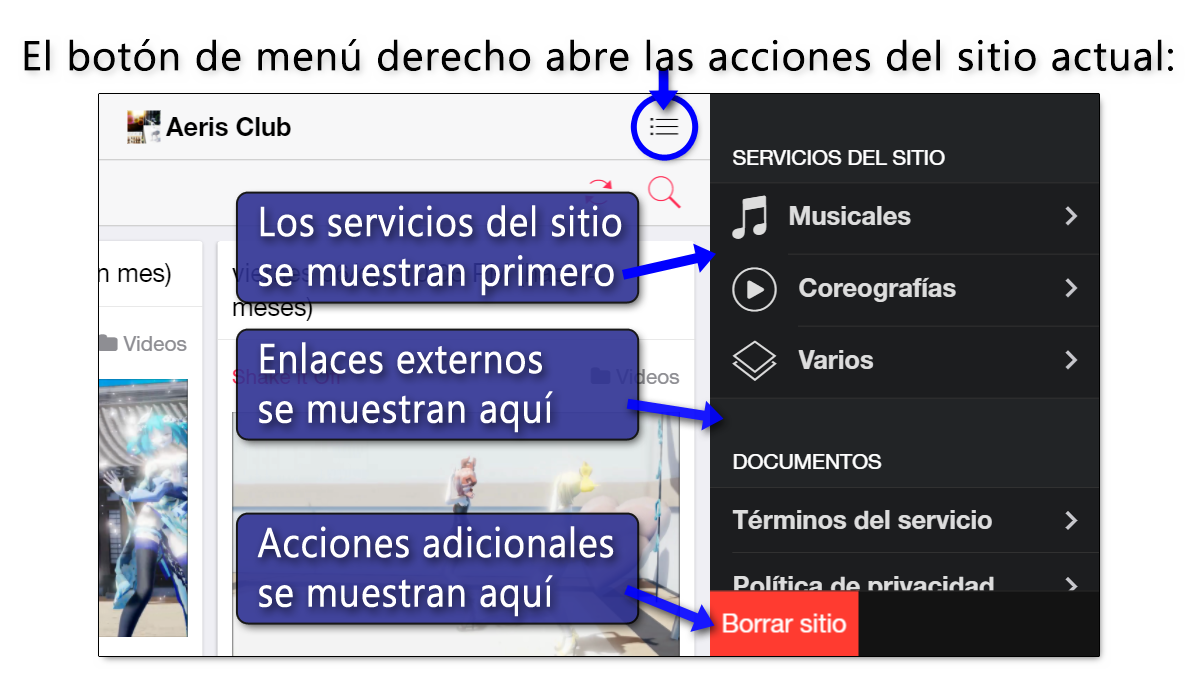 El botón de menú derecho abre las acciones del sitio actual:
Aeris Club
SERVICIOS DEL SITIO
Musicales
Coreografías
Varios
DOCUMENTOS
Términos del servicio
Política de privacidad
Borrar sitio
Los servicios del sitio
se muestran primero
n mes)
meses)
Videos
Enlaces externos
se muestran aquí
Shake It Off
Videos
Acciones adicionales
se muestran aquí